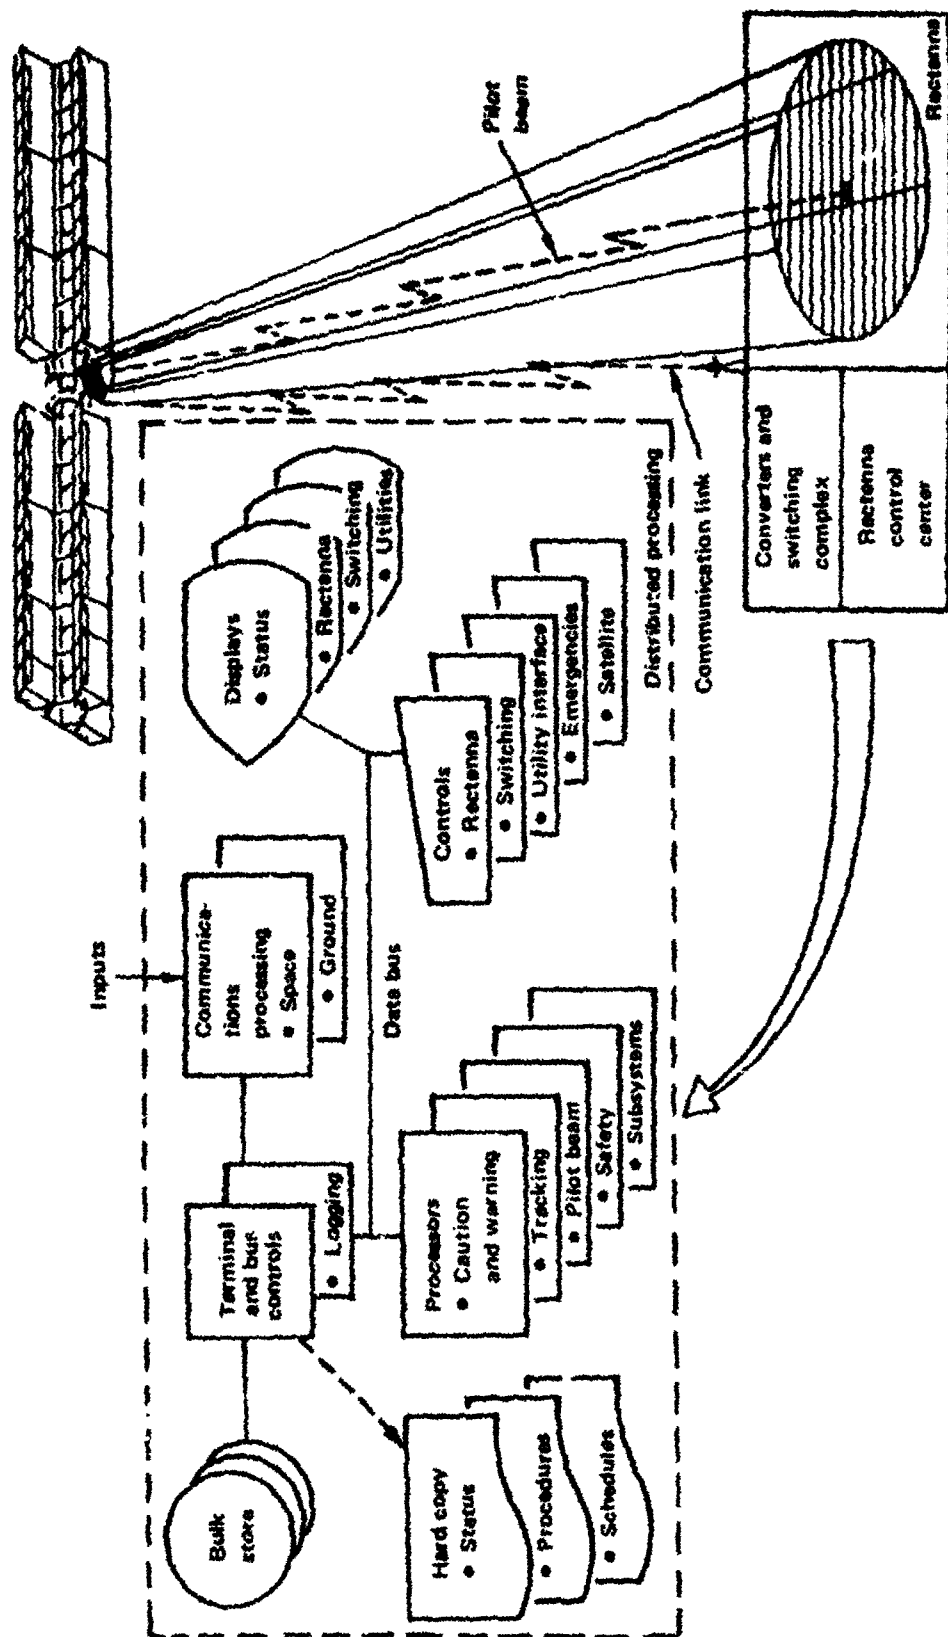 Inputs
Bulk
store
Terminal
and bus
controls
• Logging
Communica-
tions
processing
• Space
• Ground
Displays
• Status
• Rectenna
• Switching
• Utilities
Data bus
Hard copy
• Status
• Procedures
• Schedules
Processors
• Caution
and warning
• Tracking
• Pilot beam
• Safety
• Subsystems
Controls
• Rectenna
• Switching
• Utility interface
• Emergencies
• Satellite
Distributed processing
Communication link
Pilot
beam
Converters and
switching
complex
Rectenna
control
center
Rectenna